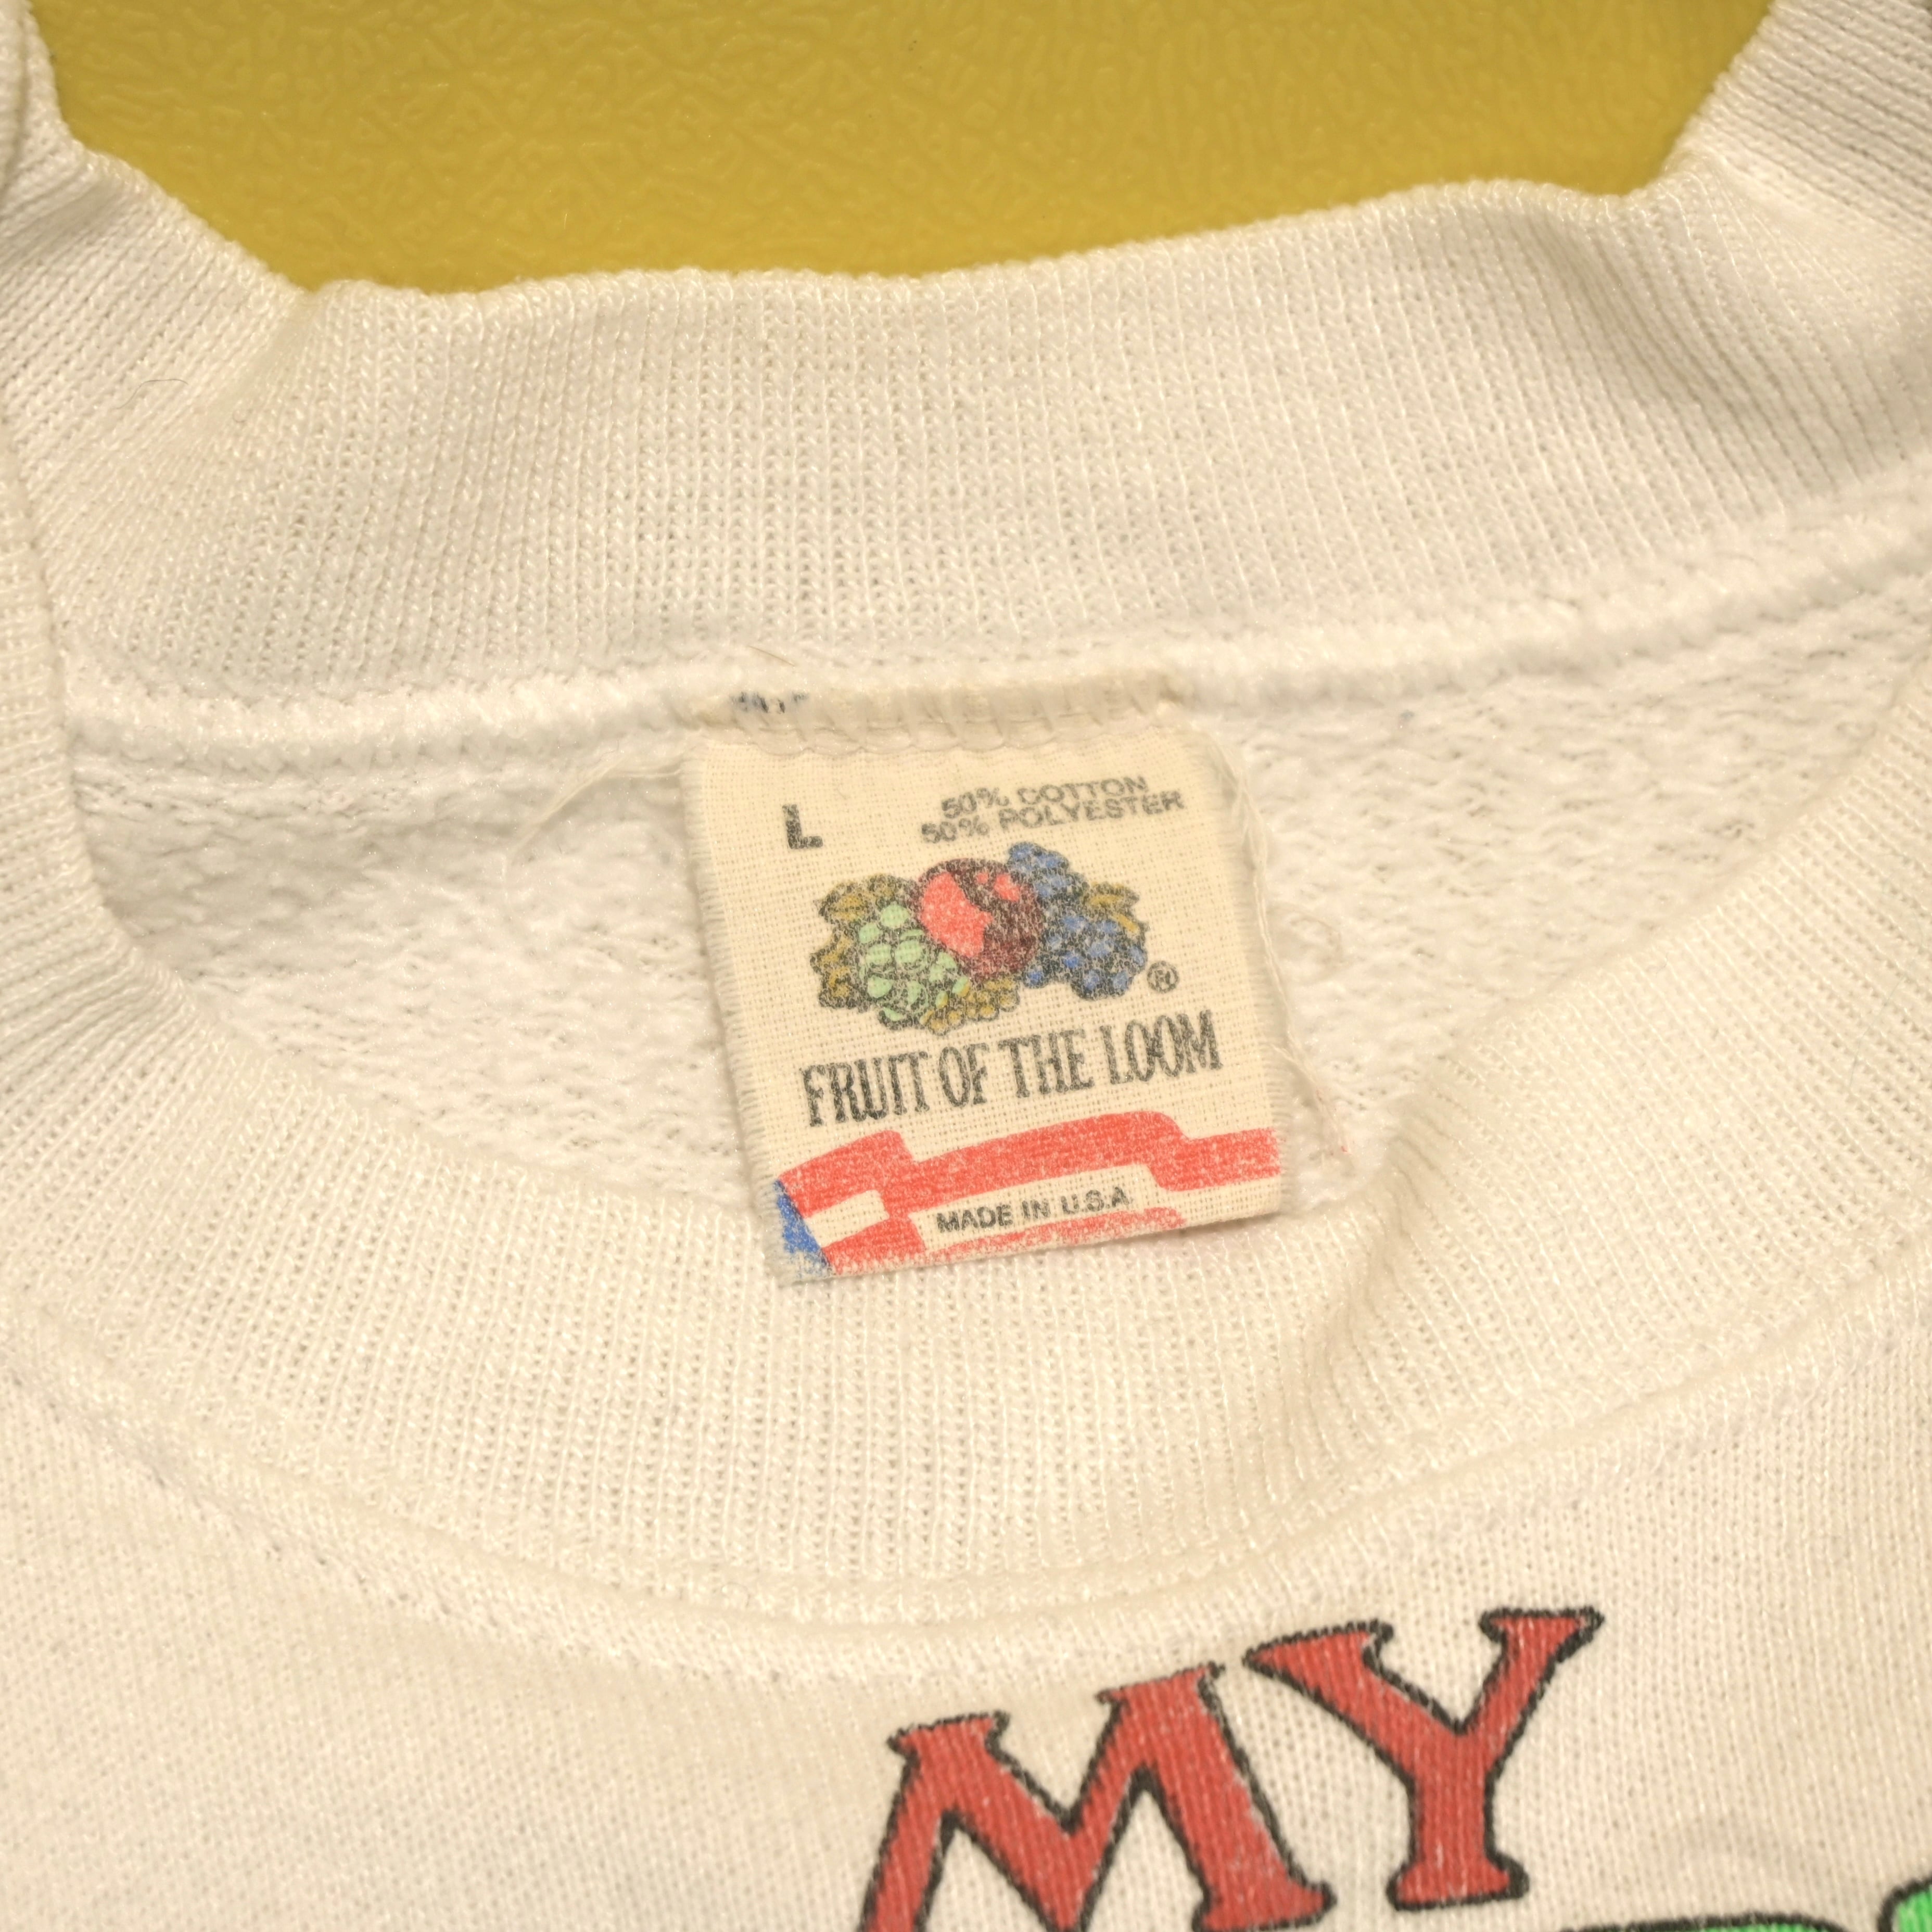 L
50% COTTON
50% POLYESTER
®
FRUIT OF THE LOOM
MADE IN U.S.A
MY